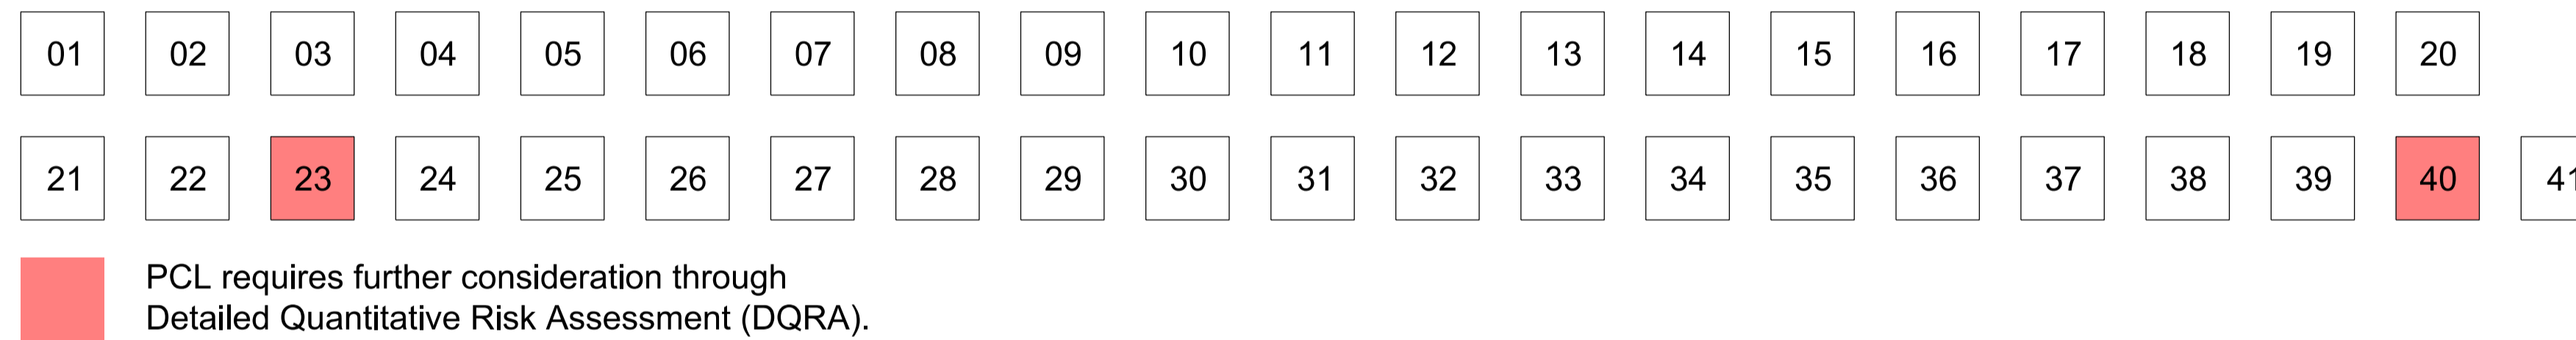 01 02 03 04 05 06 07 08 09 10 11 12 13 14 15 16 17 18 19 20
21 22 23 24 25 26 27 28 29 30 31 32 33 34 35 36 37 38 39 40 41
PCL requires further consideration through
Detailed Quantitative Risk Assessment (DQRA).